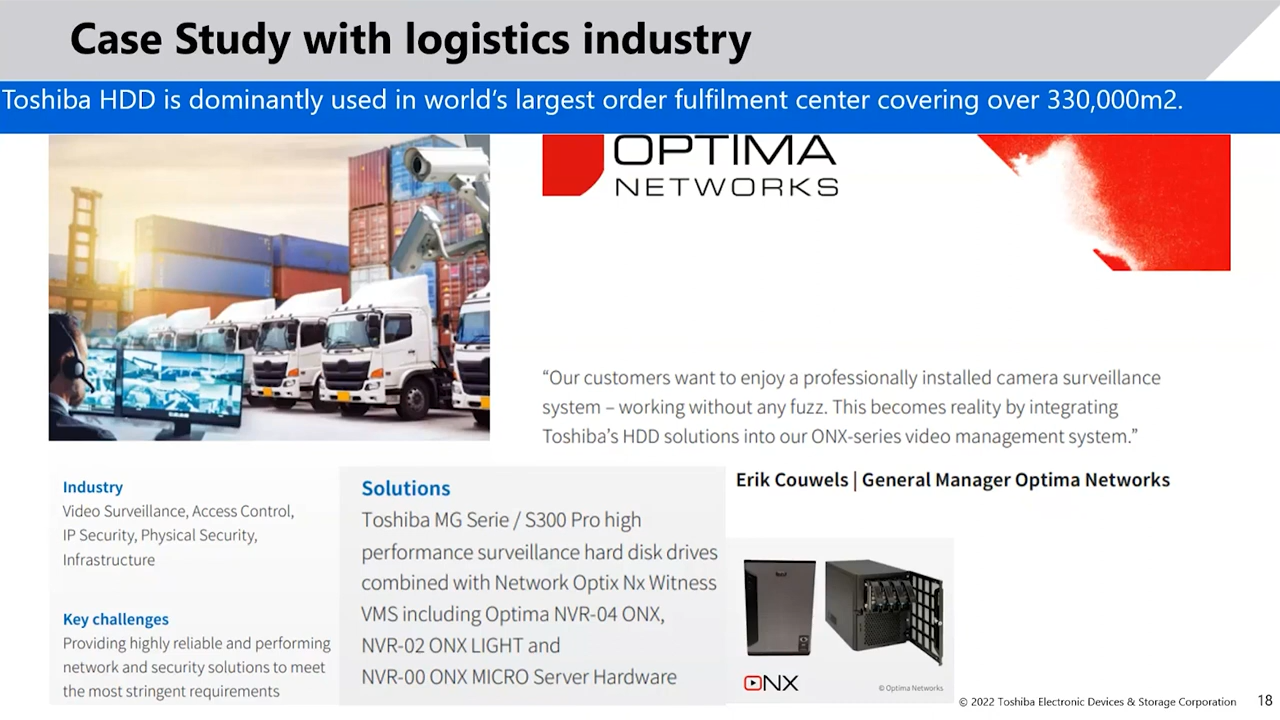 Case Study with logistics industry
Toshiba HDD is dominantly used in world's largest order fulfilment center covering over 330,000m2.
OPTIMA
NETWORKS
“Our customers want to enjoy a professionally installed camera surveillance
system – working without any fuzz. This becomes reality by integrating
Toshiba's HDD solutions into our ONX-series video management system.”
Erik Couwels | General Manager Optima Networks
Industry
Video Surveillance, Access Control,
IP Security, Physical Security,
Infrastructure
Key challenges
Providing highly reliable and performing
network and security solutions to meet
the most stringent requirements
Solutions
Toshiba MG Serie / S300 Pro high
performance surveillance hard disk drives
combined with Network Optix Nx Witness
VMS including Optima NVR-04 ONX,
NVR-02 ONX LIGHT and
NVR-00 ONX MICRO Server Hardware
ONX
© Optima Networks
© 2022 Toshiba Electronic Devices & Storage Corporation
18